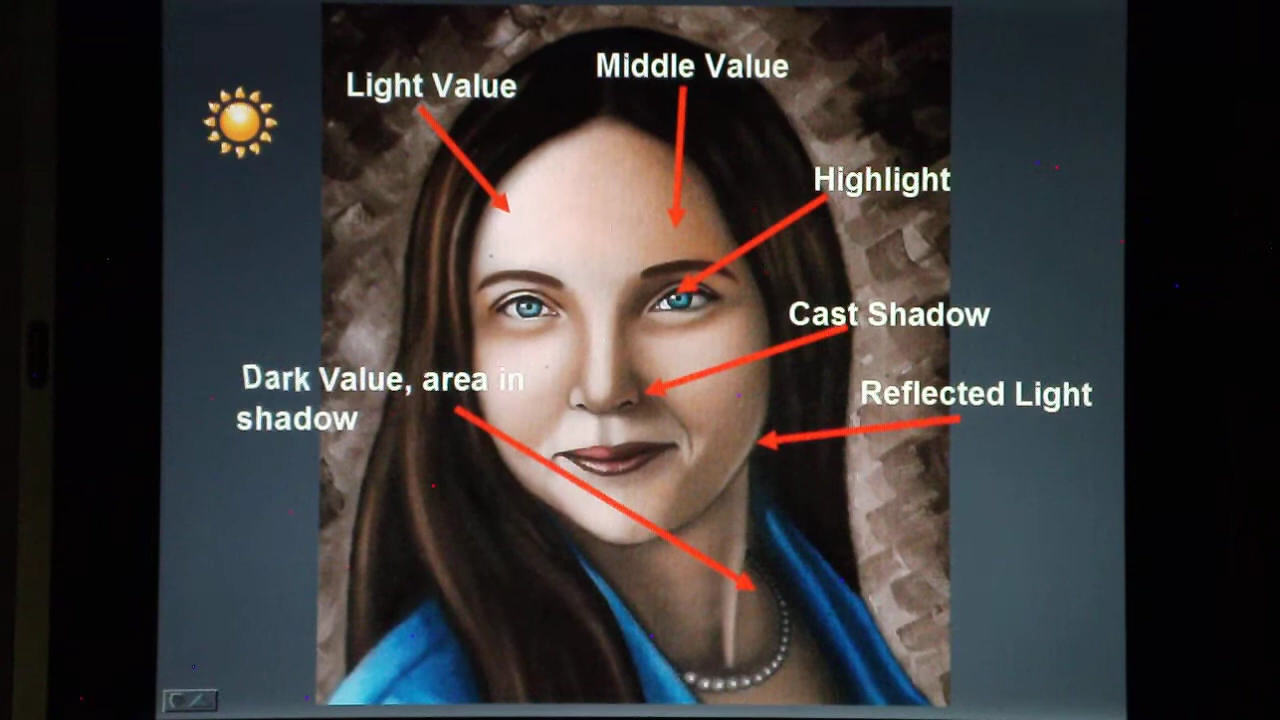 Middle Value
Light Value
Highlight
Cast Shadow
Dark Value, area in
shadow
Reflected Light